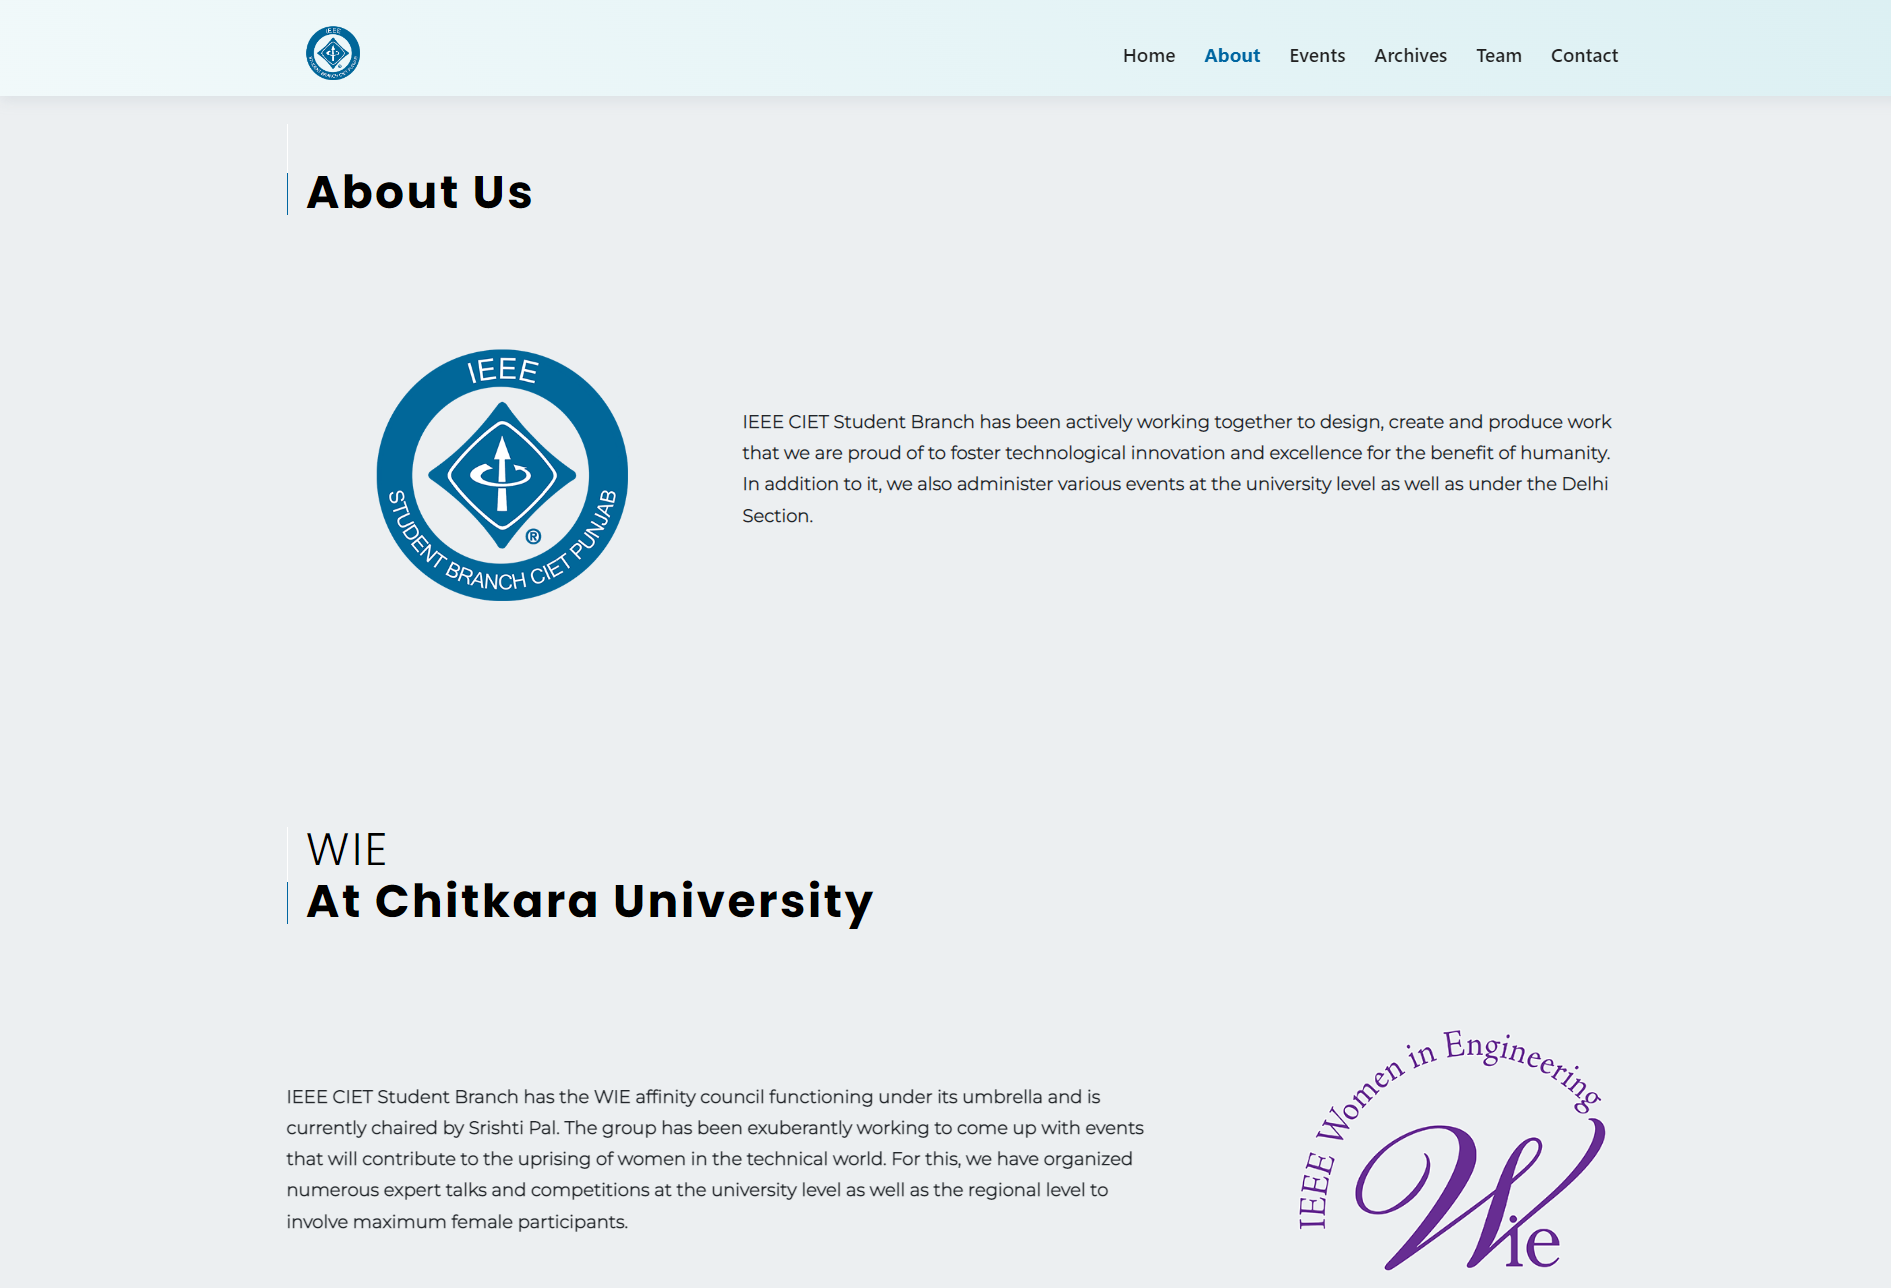 IEEE
STUDENT BRANCH CIET PUNJAB
Home About Events Archives Team Contact
About Us
IEEE
STUDENT BRANCH CIET PUNJAB
®
IEEE CIET Student Branch has been actively working together to design, create and produce work
that we are proud of to foster technological innovation and excellence for the benefit of humanity.
In addition to it, we also administer various events at the university level as well as under the Delhi
Section.
WIE
At Chitkara University
IEEE CIET Student Branch has the WIE affinity council functioning under its umbrella and is
currently chaired by Srishti Pal. The group has been exuberantly working to come up with events
that will contribute to the uprising of women in the technical world. For this, we have organized
numerous expert talks and competitions at the university level as well as the regional level to
involve maximum female participants.
IEEE Women in Engineering
Wie